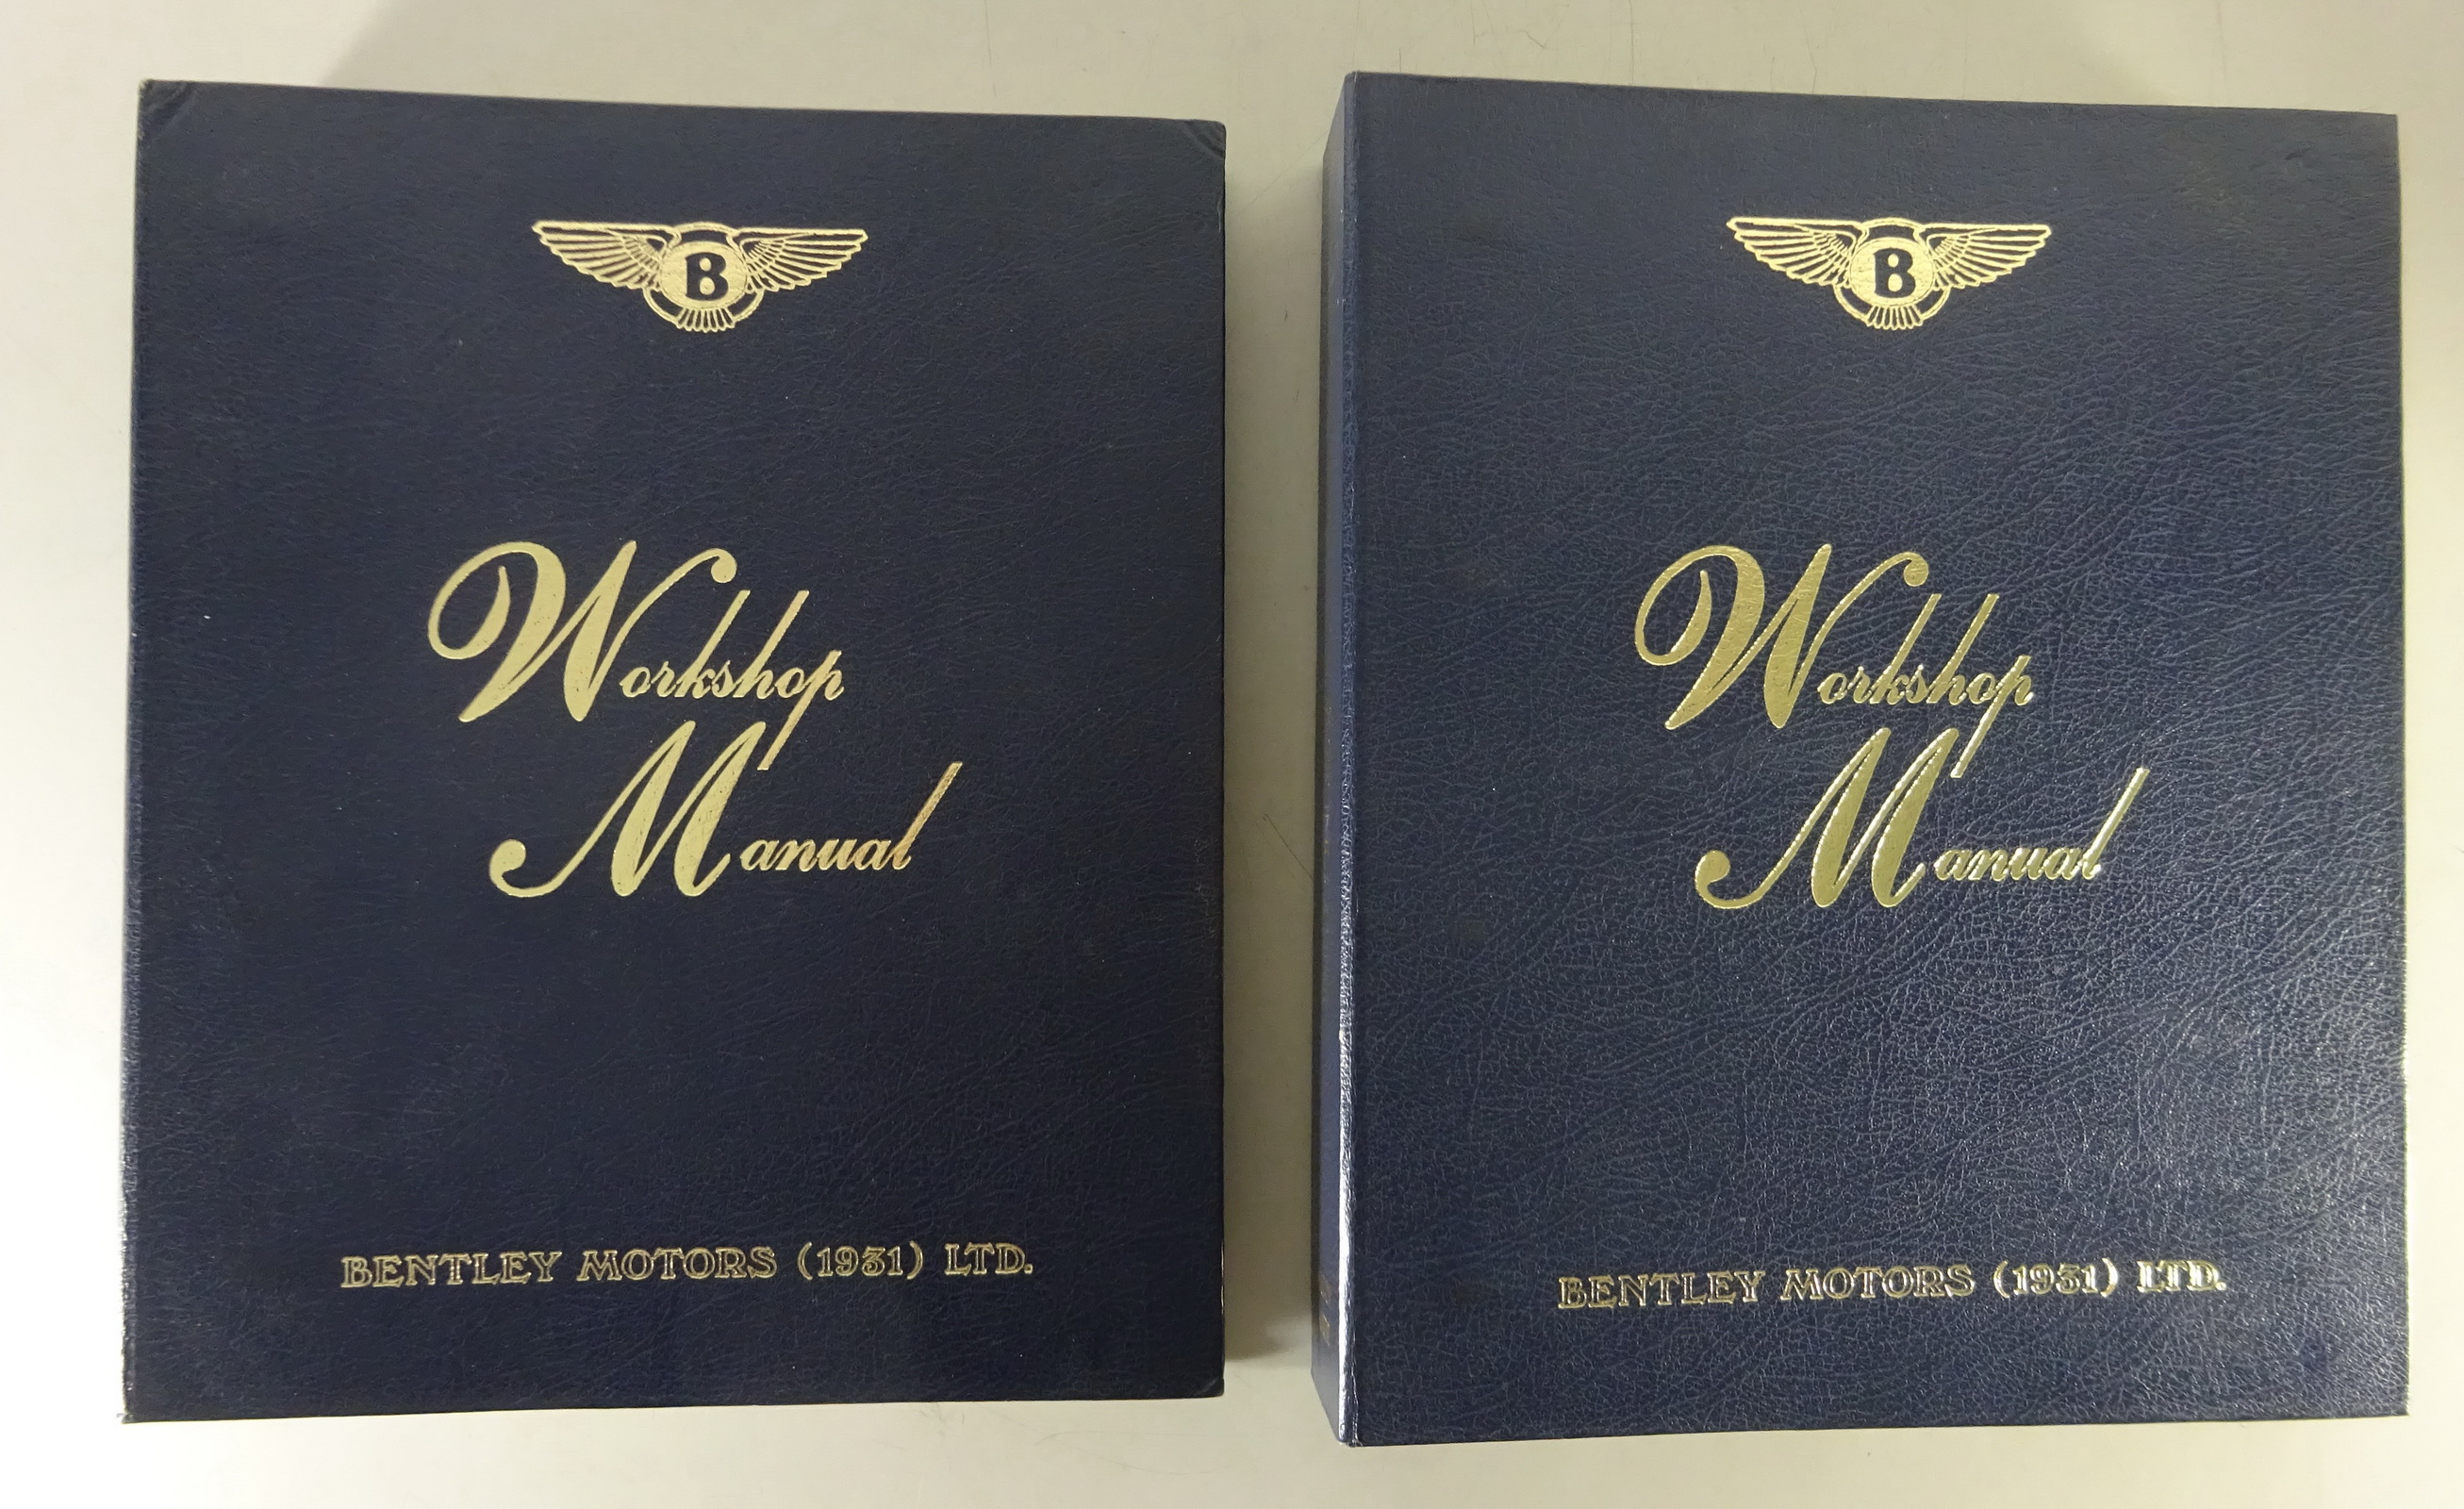 B
Workshop
Manual
BENTLEY MOTORS (1931) LTD.
B
Workshop
Manual
BENTLEY MOTORS (1931) LTD.